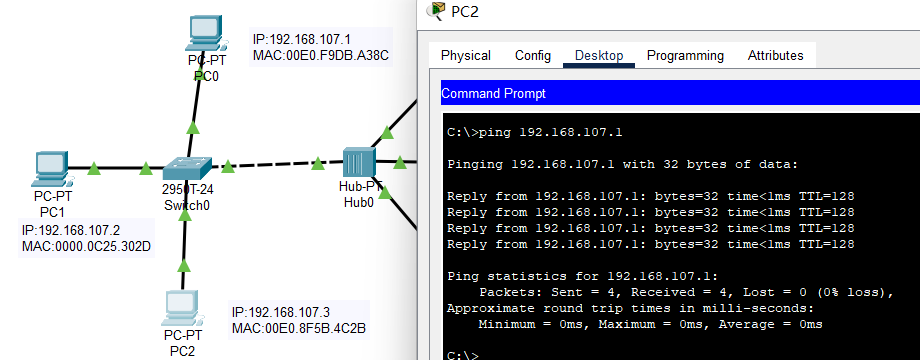 PC-PT
PC0
IP:192.168.107.1
MAC:00E0.F9DB.A38C
PC-PT
PC1
IP:192.168.107.2
MAC:0000.0C25.302D
2950T-24
Switch0
Hub-PT
Hub0
PC-PT
PC2
IP:192.168.107.3
MAC:00E0.8F5B.4C2B
PC2
Physical Config Desktop Programming Attributes
Command Prompt
C:\>ping 192.168.107.1
Pinging 192.168.107.1 with 32 bytes of data:
Reply from 192.168.107.1: bytes=32 time<1ms TTL=128
Reply from 192.168.107.1: bytes=32 time<1ms TTL=128
Reply from 192.168.107.1: bytes=32 time<1ms TTL=128
Reply from 192.168.107.1: bytes=32 time<1ms TTL=128
Ping statistics for 192.168.107.1:
Packets: Sent = 4, Received = 4, Lost = 0 (0% loss),
Approximate round trip times in milli-seconds:
Minimum = 0ms, Maximum = 0ms, Average = 0ms
C:\>